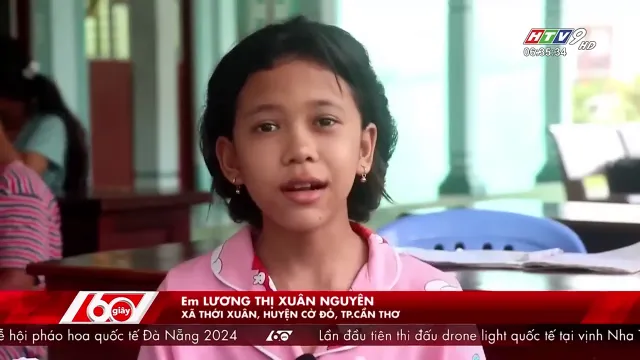 HTV9 HD
06:35:34
Em LƯƠNG THỊ XUÂN NGUYÊN
60 giây
XÃ THỚI XUÂN, HUYỆN CỜ ĐỎ, TP.CẦN THƠ
ễ hội pháo hoa quốc tế Đà Nẵng 2024 60 giây Lần đầu tiên thi đấu drone light quốc tế tại vịnh Nha